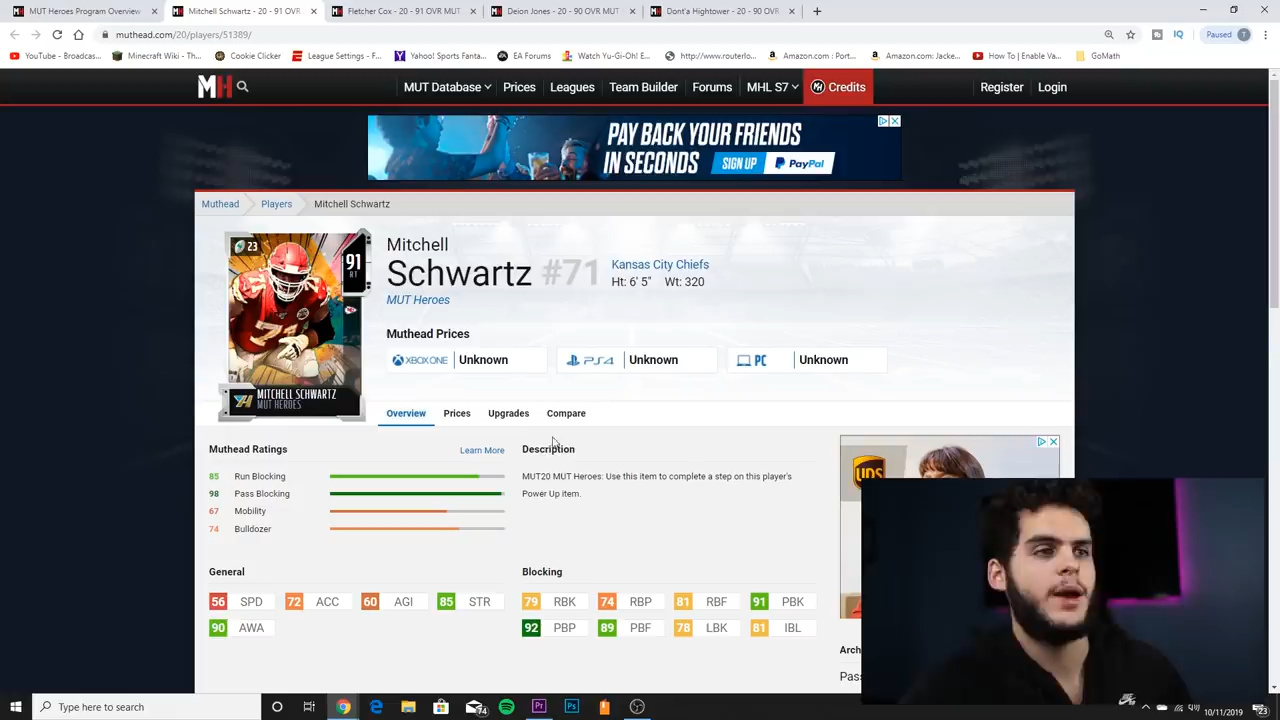 MUT Heroes Program Overview
Mitchell Schwartz - 20 - 91 OVR
Fletcher Cox - 20 - 91 OVR MUT
Deion Jones - 20 - 90 OVR MUT
Dont'a Hightower - 20 - 90 OVR
muthead.com/20/players/51389/
IQ
Paused
T
YouTube - Broadcas...
Minecraft Wiki - Th...
Cookie Clicker
League Settings - F...
Yahoo! Sports Fanta...
EA Forums
Watch Yu-Gi-Oh! E...
http://www.routerlo...
Amazon.com : Port...
Amazon.com: Jacke...
How To | Enable Va...
GoMath
MH
MUT Database
Prices
Leagues
Team Builder
Forums
MHL S7
Credits
Register
Login
PAY BACK YOUR FRIENDS
IN SECONDS SIGN UP PayPal
Muthead
Players
Mitchell Schwartz
23
91
RT
MITCHELL SCHWARTZ
MUT HEROES
Mitchell
Schwartz #71
MUT Heroes
Kansas City Chiefs
Ht: 6' 5" Wt: 320
Muthead Prices
XBOX ONE Unknown
PS4 Unknown
PC Unknown
Overview
Prices
Upgrades
Compare
Muthead Ratings
Learn More
85 Run Blocking
98 Pass Blocking
67 Mobility
74 Bulldozer
Description
MUT20 MUT Heroes: Use this item to complete a step on this player's
Power Up item.
General
56 SPD
72 ACC
60 AGI
85 STR
90 AWA
Blocking
79 RBK
74 RBP
81 RBF
91 PBK
92 PBP
89 PBF
78 LBK
81 IBL
ups
Arch
Pas
Type here to search
74
10/11/2019
23